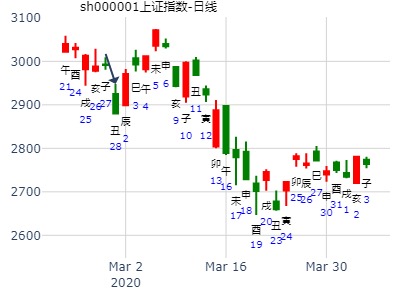 sh000001上证指数-日线
3100
3000
2900
2800
2700
2600
午
21
酉
24
戌
25
亥
26
子
27
丑
28
辰
2
巳
3
午
4
未
5
申
6
亥
9
子
10
丑
11
寅
12
卯
13
午
16
未
17
申
18
酉
19
戌
20
丑
23
寅
24
卯
25
辰
26
巳
27
申
30
酉
31
戌
1
亥
2
子
3
Mar 2
2020
Mar 16
Mar 30